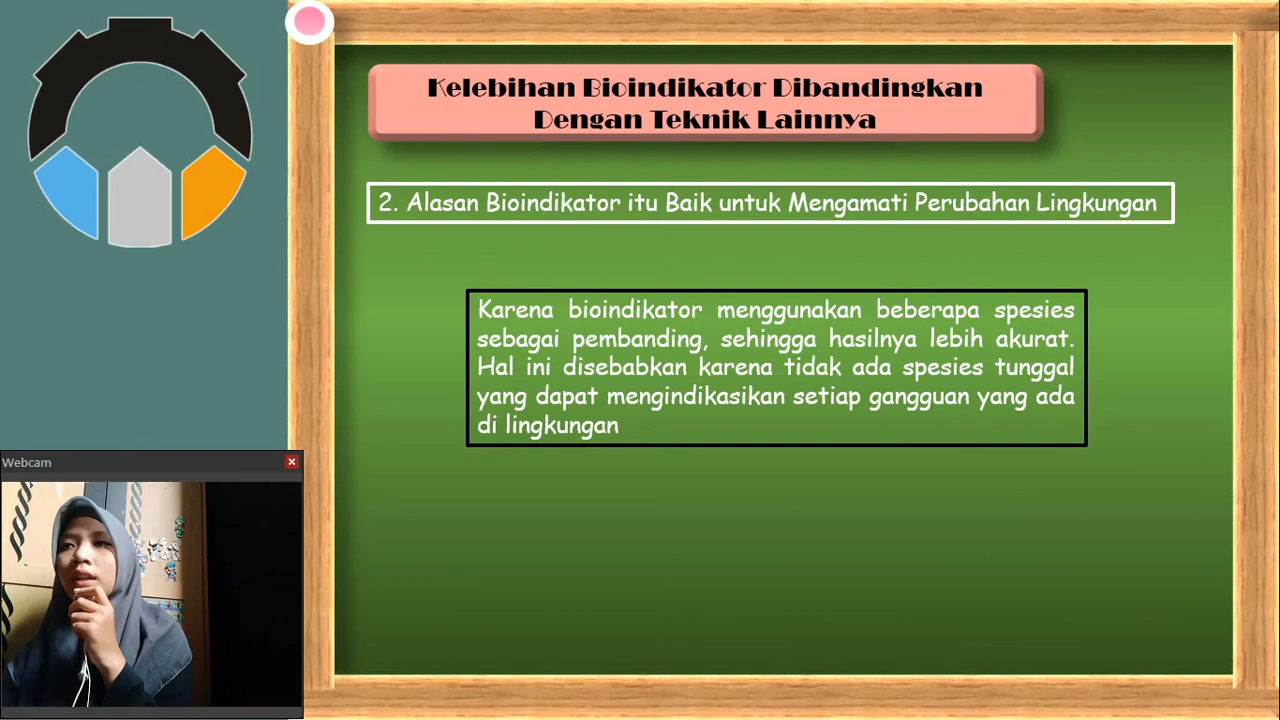 Kelebihan Bioindikator Dibandingkan
Dengan Teknik Lainnya
2. Alasan Bioindikator itu Baik untuk Mengamati Perubahan Lingkungan
Karena bioindikator menggunakan beberapa spesies
sebagai pembanding, sehingga hasilnya lebih akurat.
Hal ini disebabkan karena tidak ada spesies tunggal
yang dapat mengindikasikan setiap gangguan yang ada
di lingkungan
Webcam